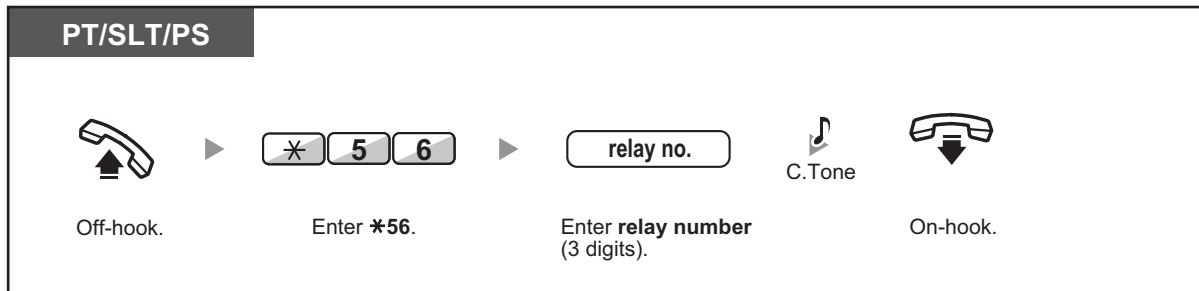 PT/SLT/PS
✳ 5 6
relay no.
C.Tone
Off-hook.
Enter ✳56.
Enter relay number
(3 digits).
On-hook.